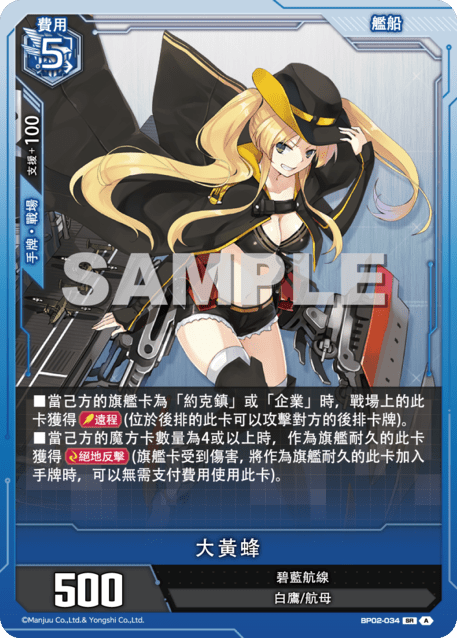 費用
5
艦船
支援+100
手牌・戰場
SAMPLE
■當己方的旗艦卡為「約克鎮」或「企業」時，戰場上的此
卡獲得 遠程 (位於後排的此卡可以攻擊對方的後排卡牌)。
■當己方的魔方卡數量為4或以上時，作為旗艦耐久的此卡
獲得 絕地反擊 (旗艦卡受到傷害, 將作為旗艦耐久的此卡加入
手牌時，可以無需支付費用使用此卡)。
大黃蜂
500
碧藍航線
白鷹/航母
©Manjuu Co.,Ltd.& Yongshi Co.,Ltd.
BP02-034 SR A